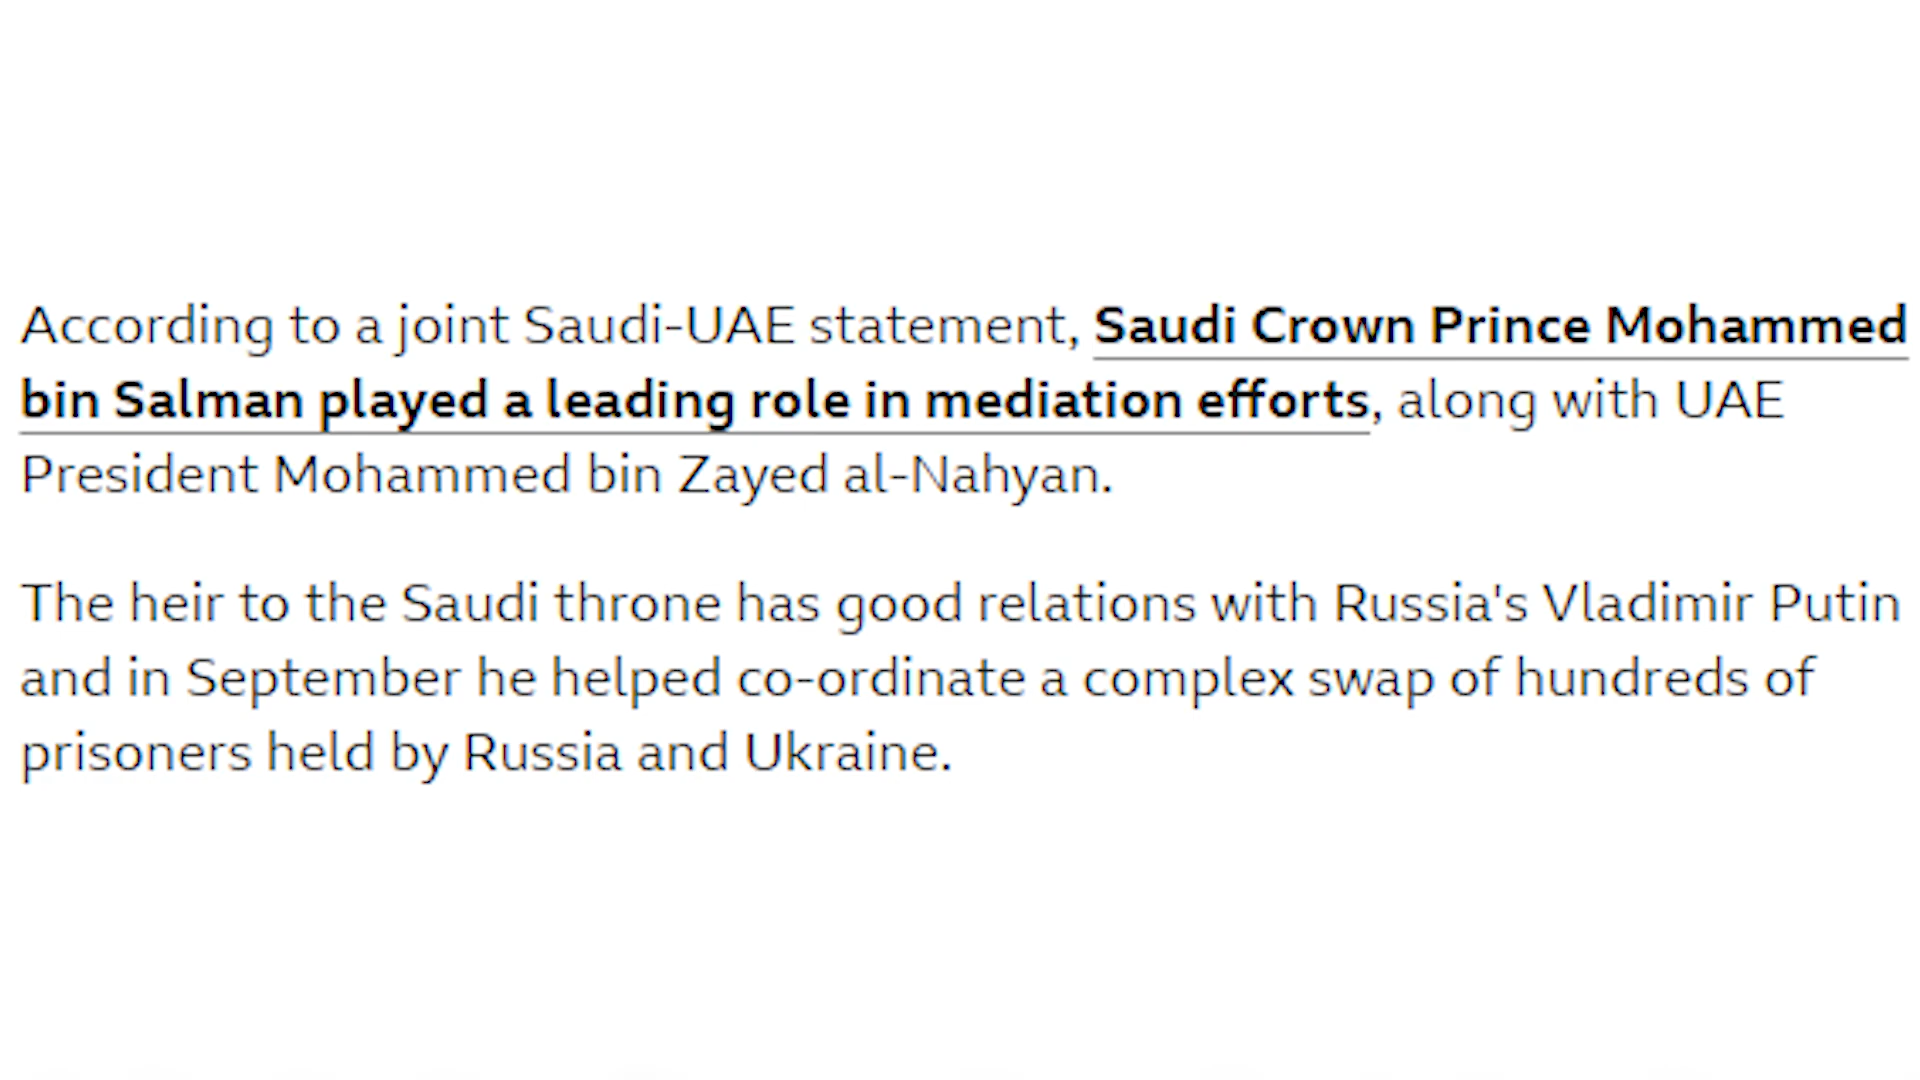 According to a joint Saudi-UAE statement, Saudi Crown Prince Mohammed
bin Salman played a leading role in mediation efforts, along with UAE
President Mohammed bin Zayed al-Nahyan.
The heir to the Saudi throne has good relations with Russia's Vladimir Putin
and in September he helped co-ordinate a complex swap of hundreds of
prisoners held by Russia and Ukraine.